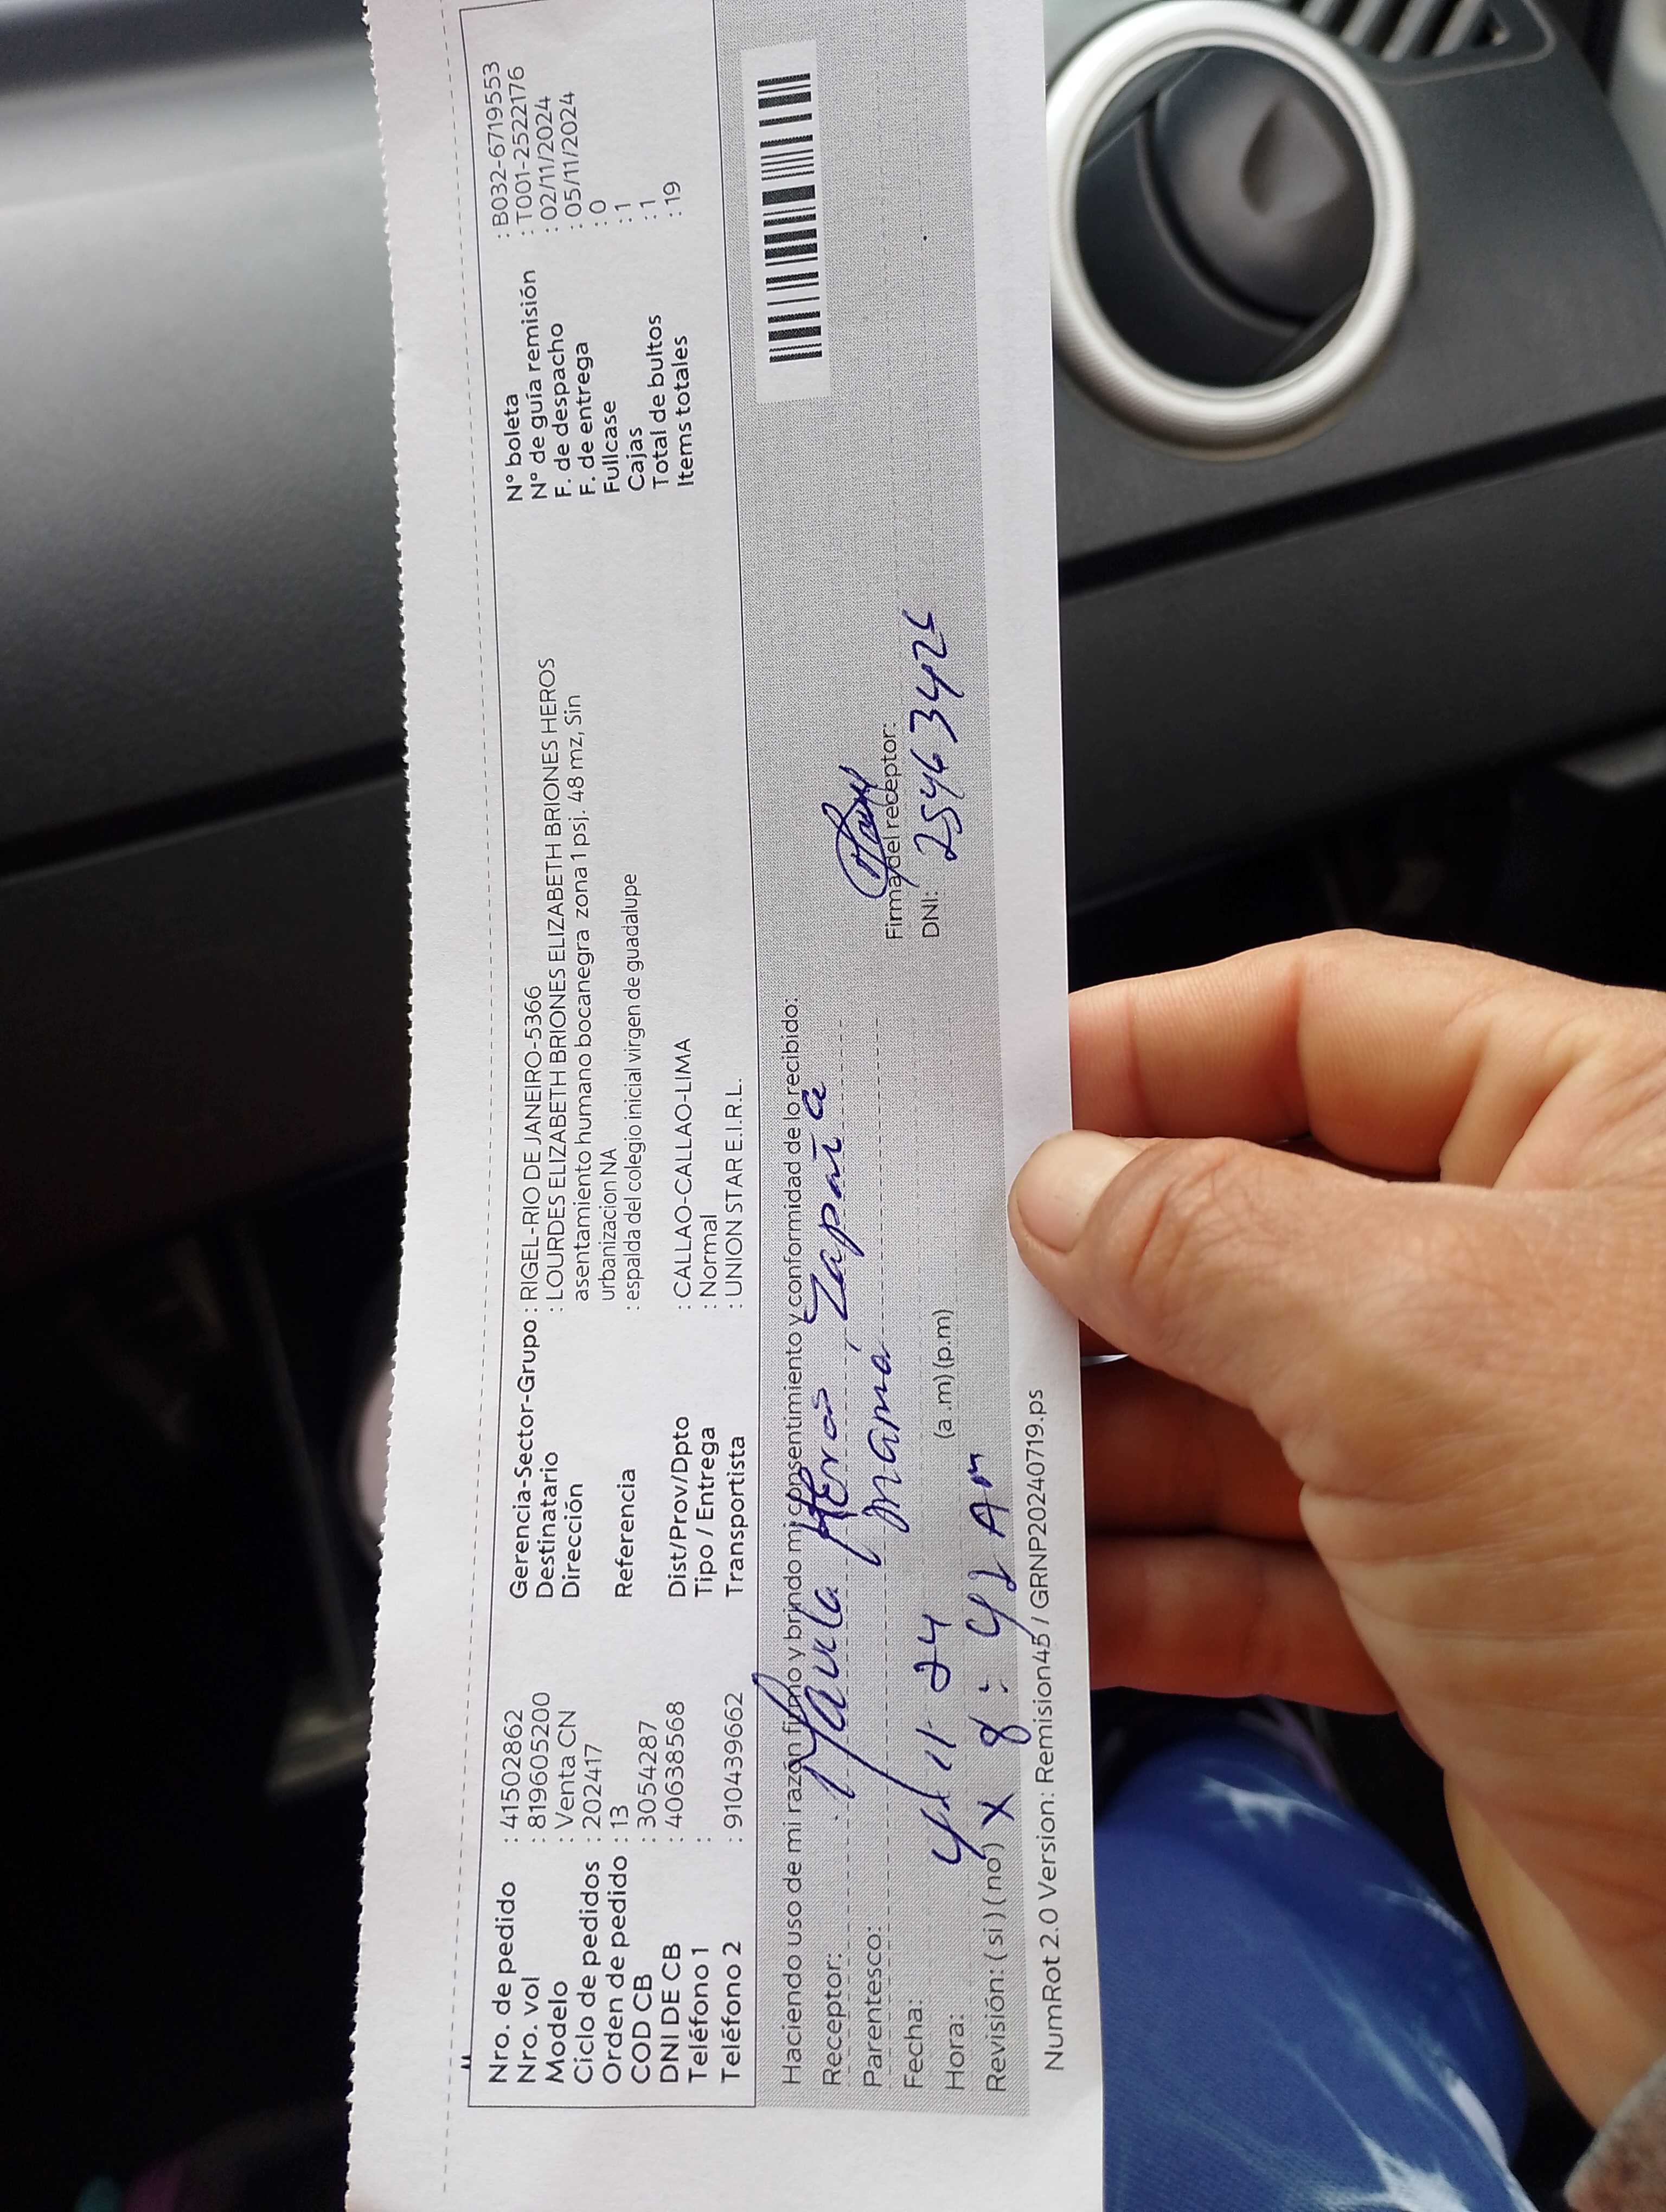 Nro. de pedido : 41502862
Nro. vol : 819605200
Modelo : Venta CN
Ciclo de pedidos : 202417
Orden de pedido : 13
COD CB : 3054287
DNI DE CB : 40638568
Teléfono 1 :
Teléfono 2 : 910439662
Gerencia-Sector-Grupo : RIGEL-RIO DE JANEIRO-5366
Destinatario : LOURDES ELIZABETH BRIONES ELIZABETH BRIONES HEROS
Dirección asentamiento humano bocanegra zona 1 psj. 48 mz, Sin
urbanizacion NA
Referencia : espalda del colegio inicial virgen de guadalupe
Dist/Prov/Dpto : CALLAO-CALLAO-LIMA
Tipo / Entrega : Normal
Transportista : UNION STAR E.I.R.L.
N° boleta : B032-6719553
N° de guía remisión : T001-2522176
F. de despacho : 02/11/2024
F. de entrega : 05/11/2024
Fullcase : 0
Cajas : 1
Total de bultos : 1
Items totales : 19
Haciendo uso de mi razón firmo y brindo mi consentimiento y conformidad de lo recibido:
Receptor: Heros Zapata
Parentesco: mamá
Fecha: 11 24
Hora: 8: 42 Am (a.m) (p.m)
Revisión: (si) (no) X
Firma del receptor:
DNI: 25463426
NumRot 2.0 Version: Remision45 / GRNP20240719.ps